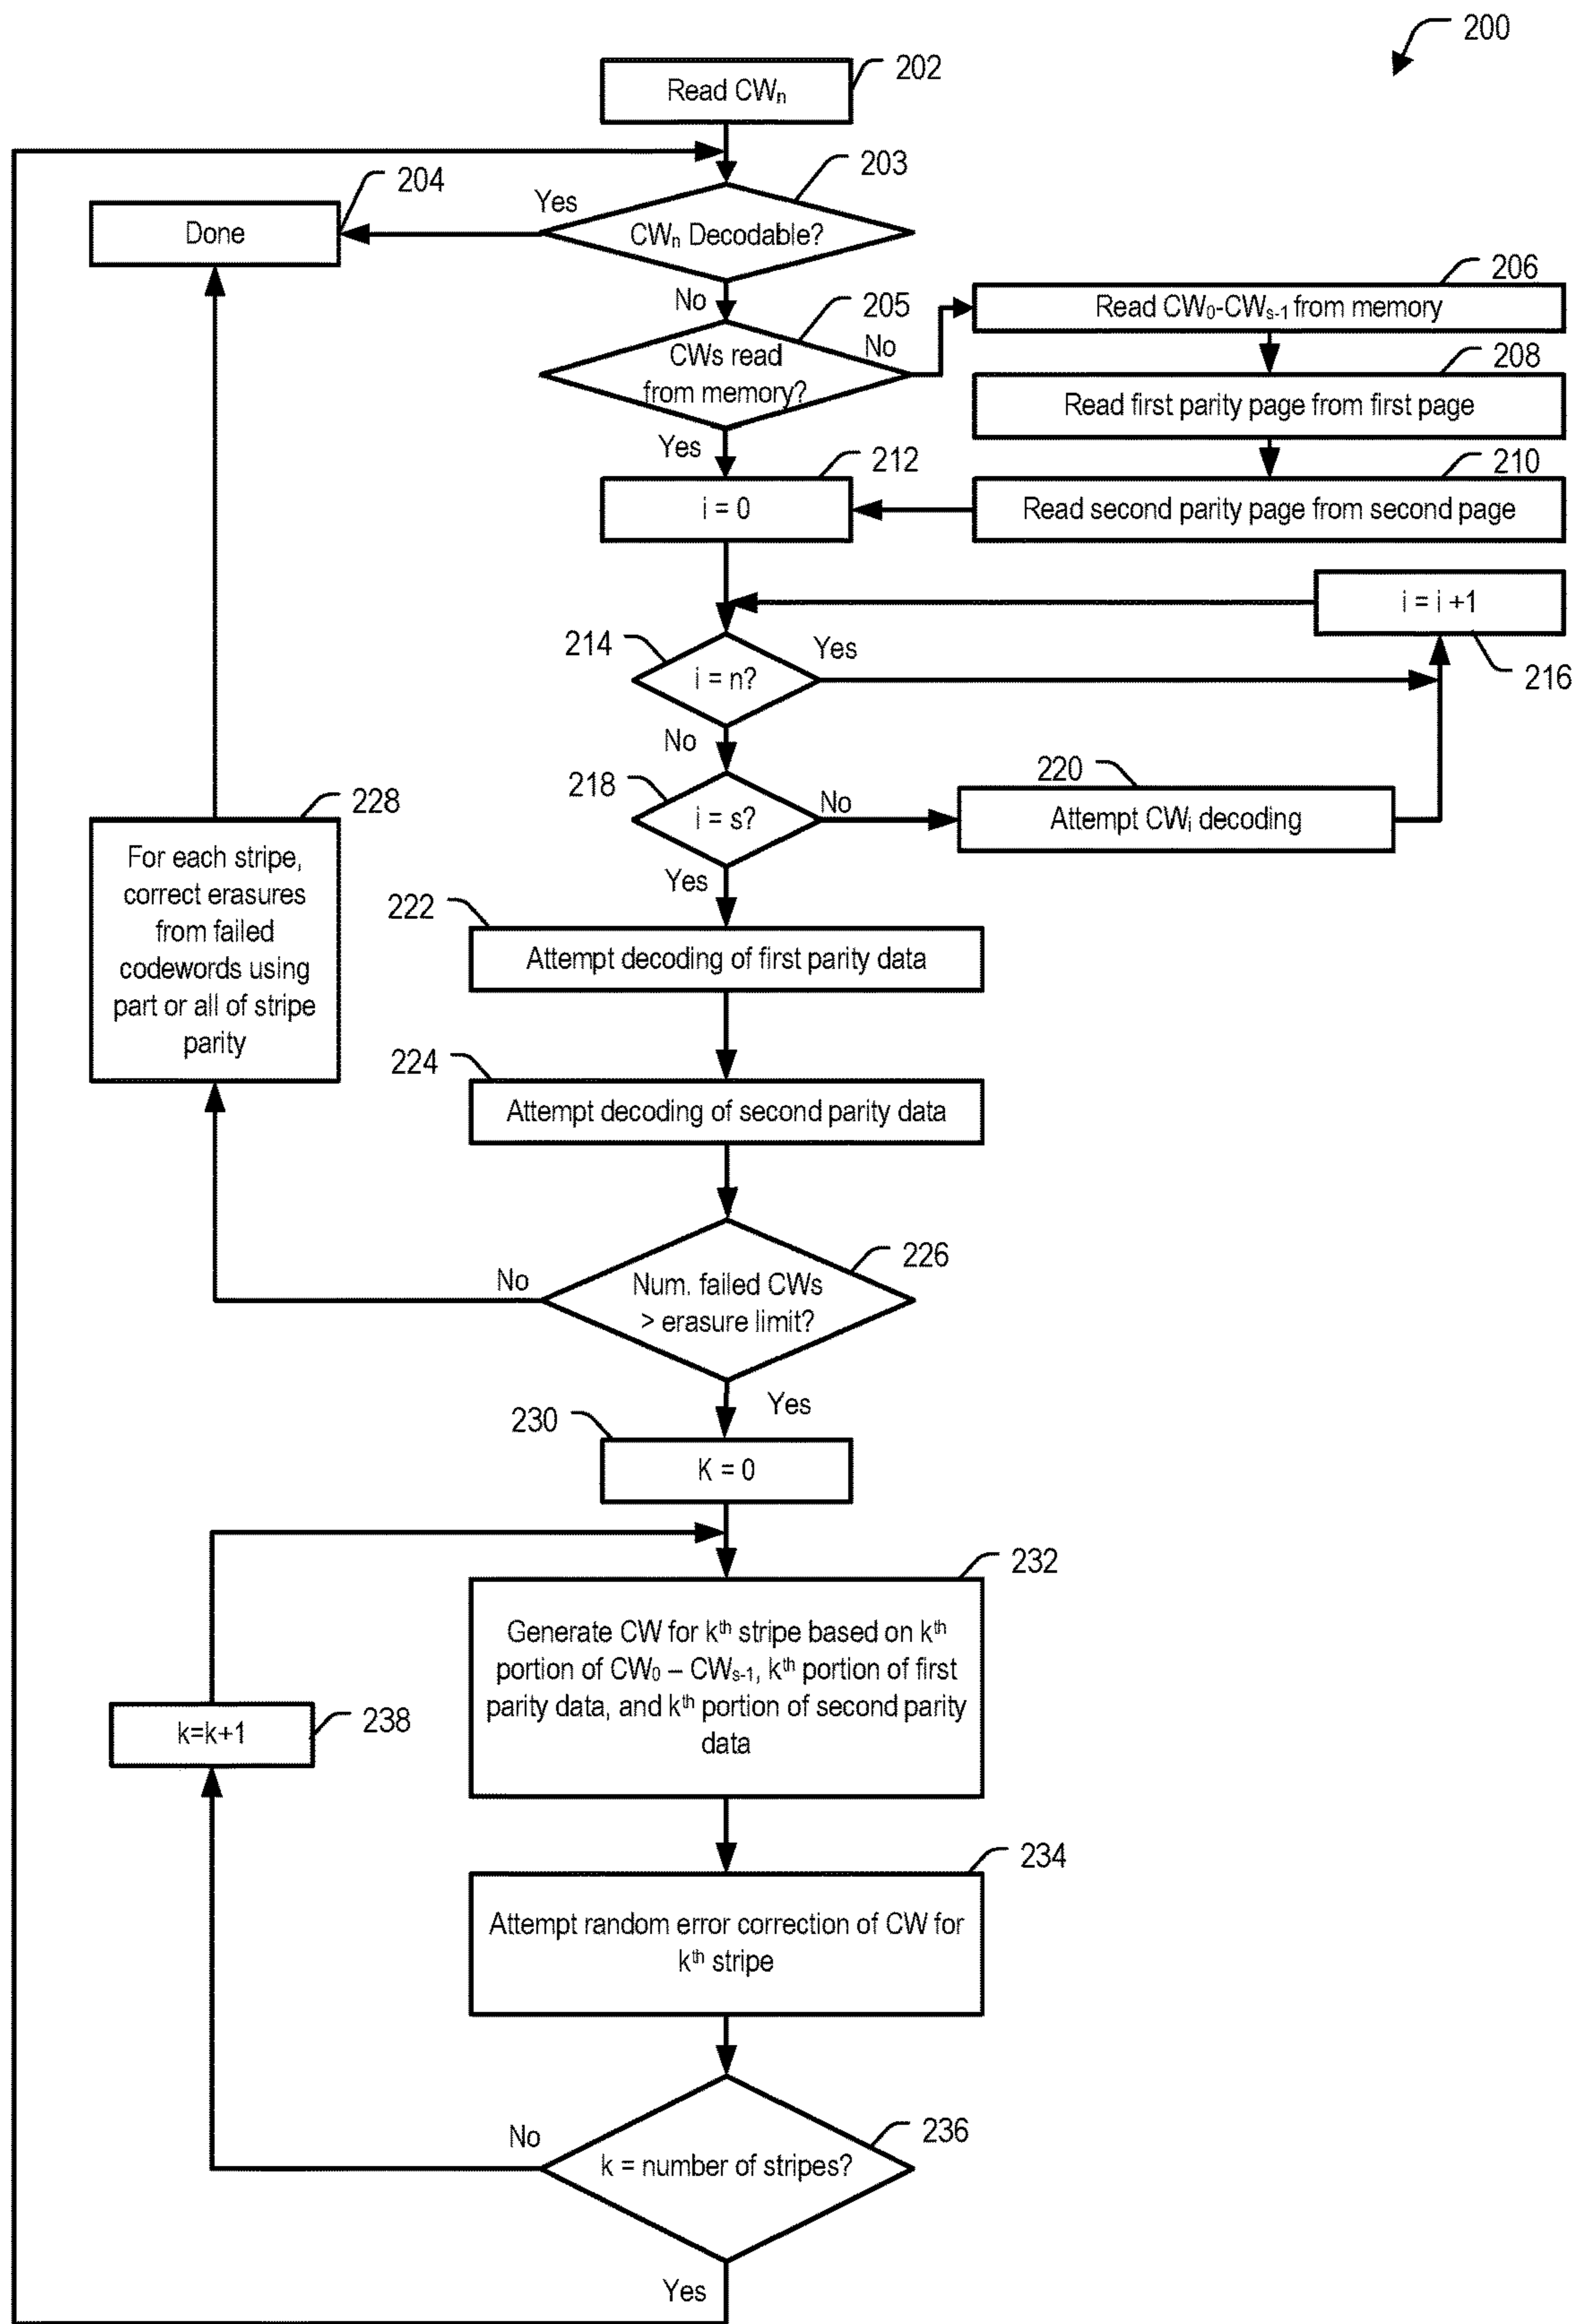 200
202
Read CWₙ
203
204
Yes
Done
CWₙ Decodable?
206
No
205
Read CW₀-CWₛ₋₁ from memory
No
CWs read
from memory?
208
Read first parity page from first page
Yes
212
210
i = 0
Read second parity page from second page
i = i +1
214
Yes
i = n?
216
No
220
218
228
No
i = s?
Attempt CWᵢ decoding
For each stripe,
correct erasures
from failed
codewords using
part or all of stripe
parity
Yes
222
Attempt decoding of first parity data
224
Attempt decoding of second parity data
226
No
Num. failed CWs
> erasure limit?
Yes
230
K = 0
232
Generate CW for kᵗʰ stripe based on kᵗʰ
portion of CW₀ – CWₛ₋₁, kᵗʰ portion of first
parity data, and kᵗʰ portion of second parity
data
238
k=k+1
234
Attempt random error correction of CW for
kᵗʰ stripe
236
No
k = number of stripes?
Yes